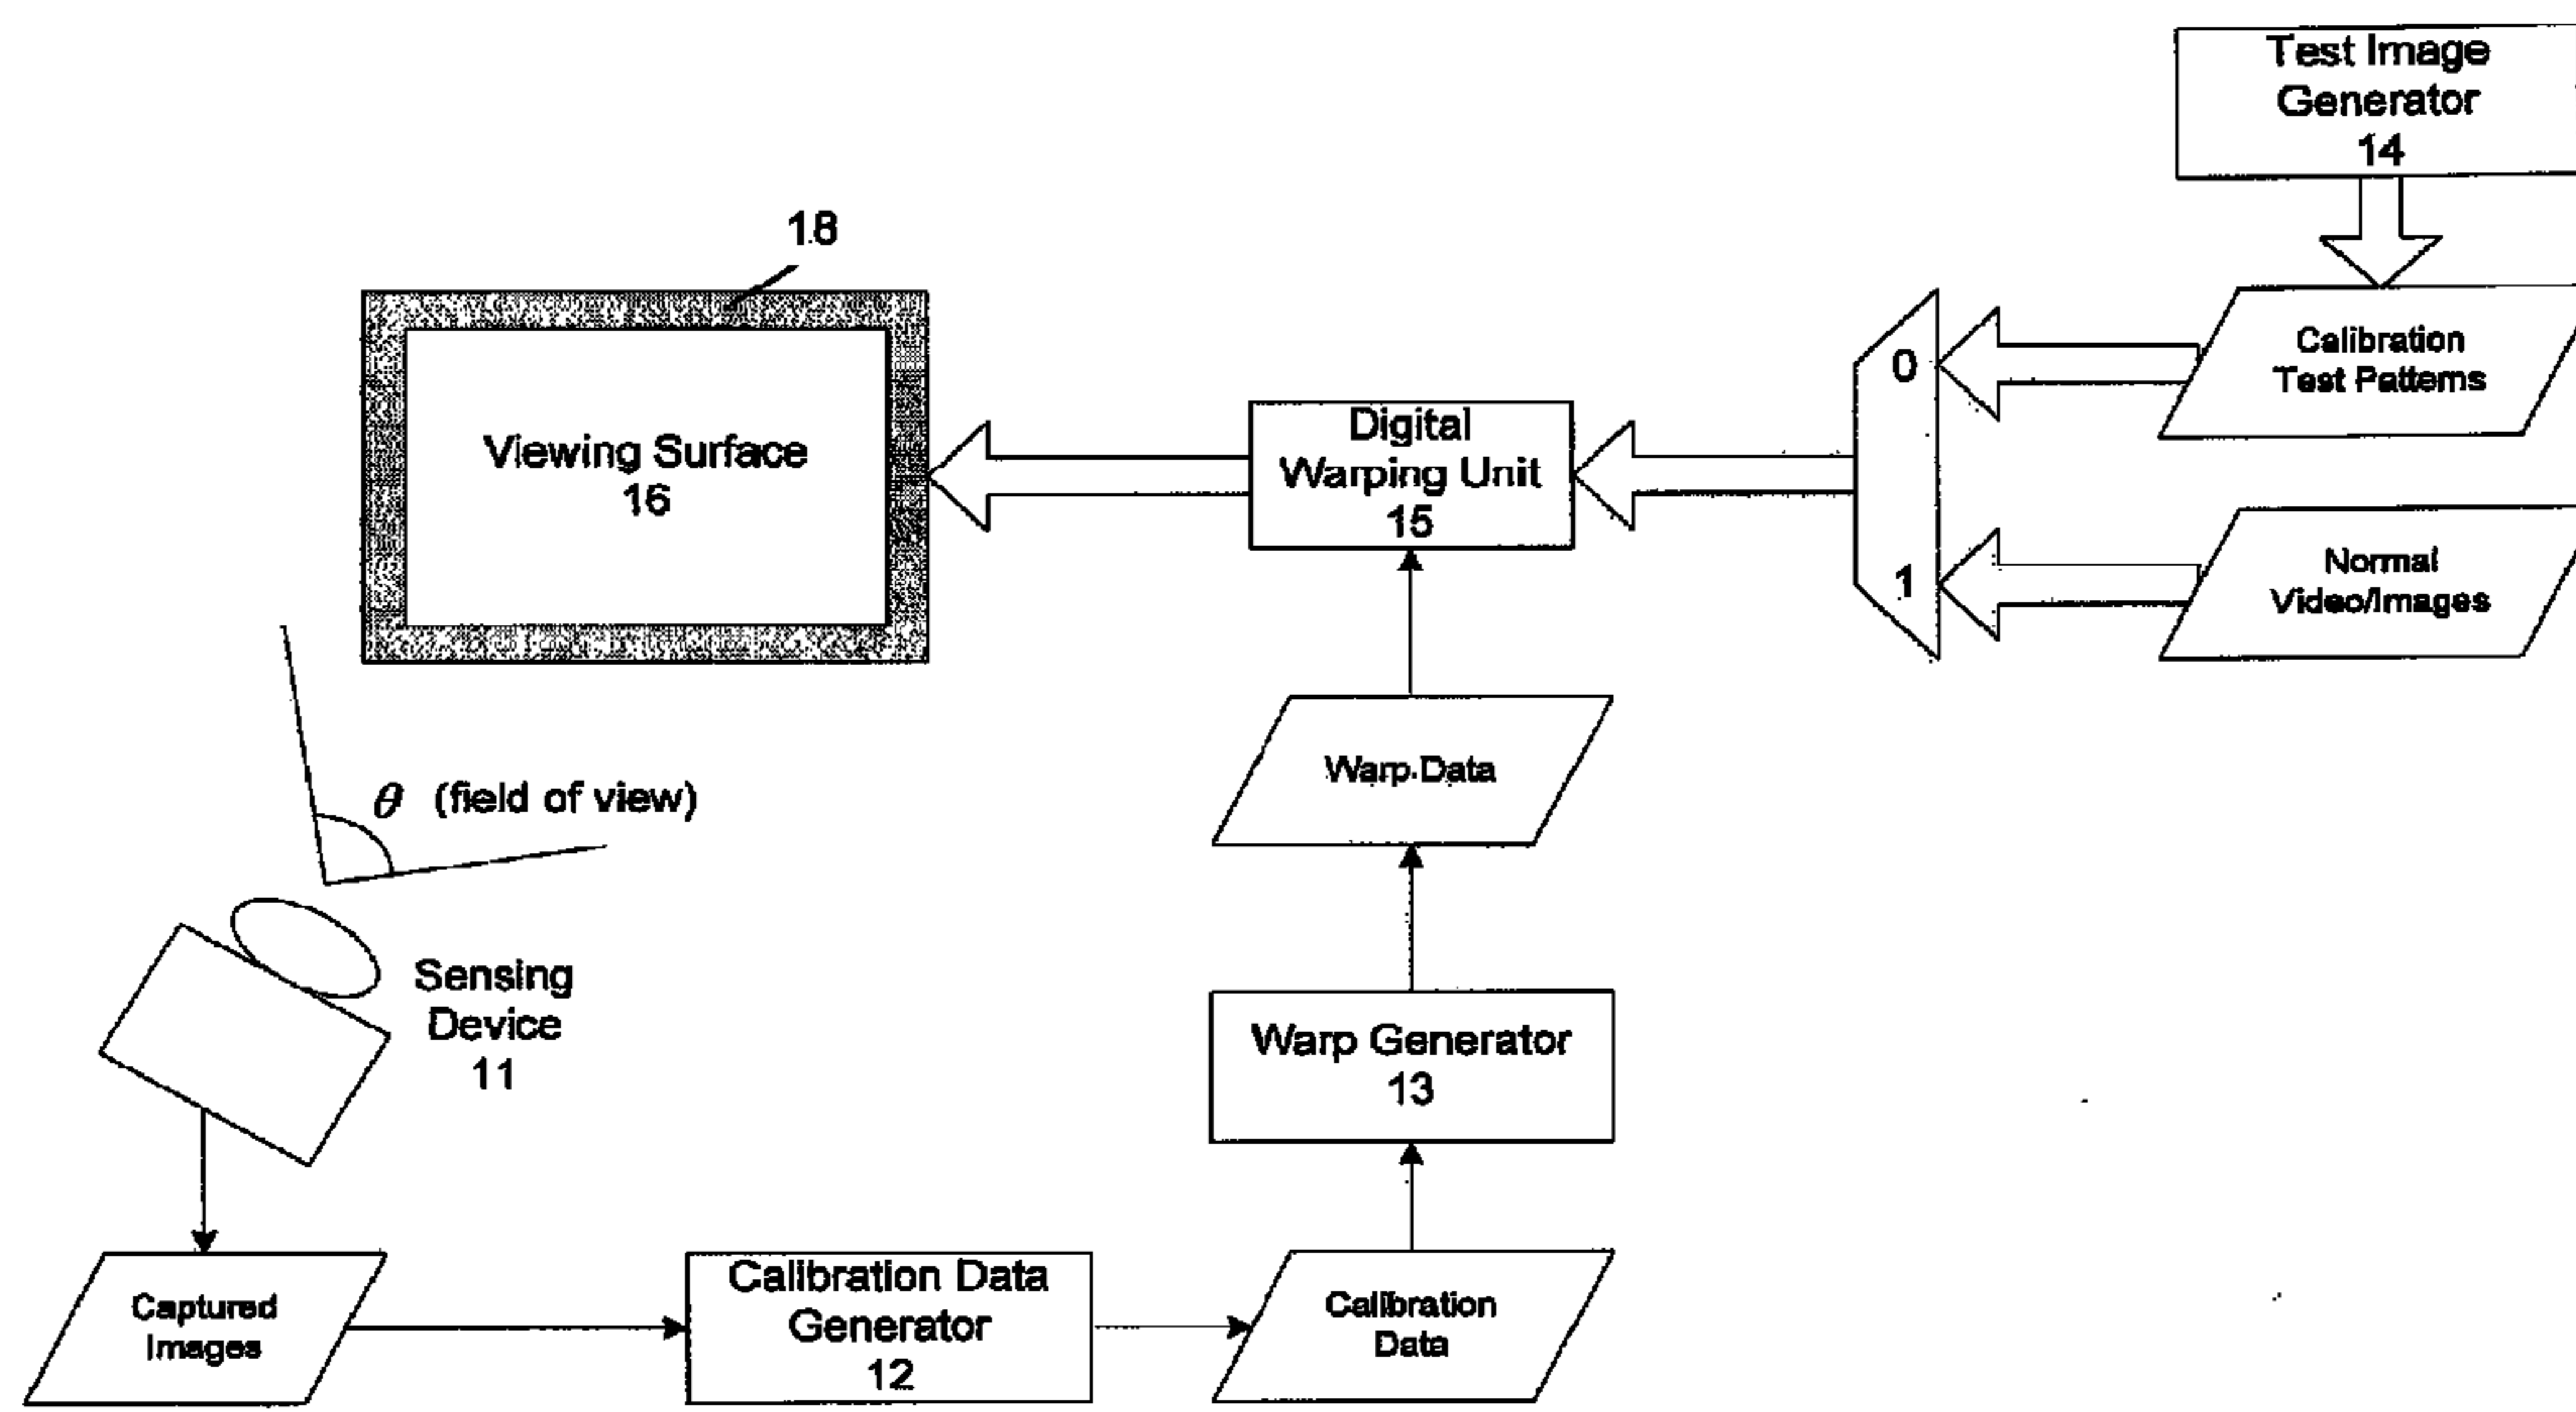 Test Image
Generator
14
18
Calibration
Test Patterns
0
Digital
Warping Unit
15
Viewing Surface
16
1
Normal
Video/Images
Warp Data
θ (field of view)
Sensing
Device
11
Warp Generator
13
Captured
Images
Calibration Data
Generator
12
Calibration
Data